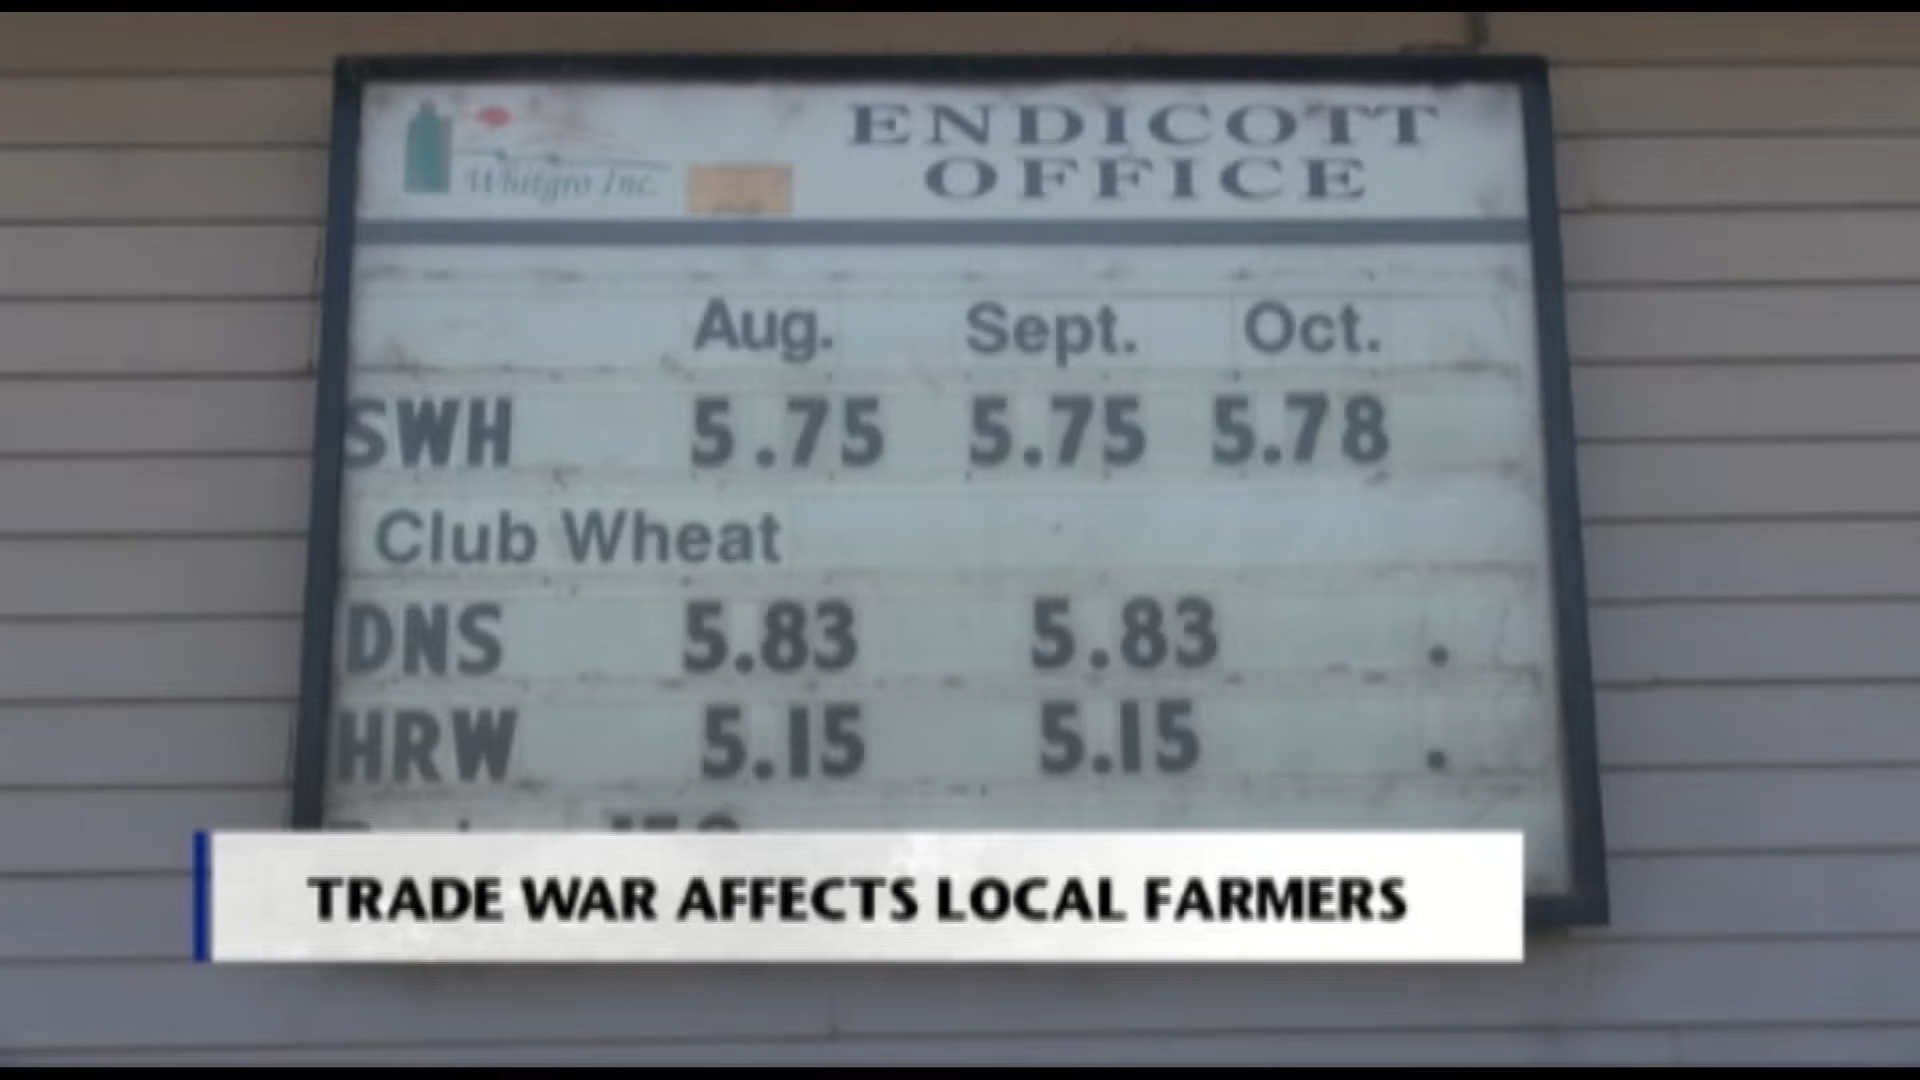 Whitgro Inc.
ENDICOTT
OFFICE
Aug. Sept. Oct.
SWH 5.75 5.75 5.78
Club Wheat
DNS 5.83 5.83 .
HRW 5.15 5.15 .
TRADE WAR AFFECTS LOCAL FARMERS